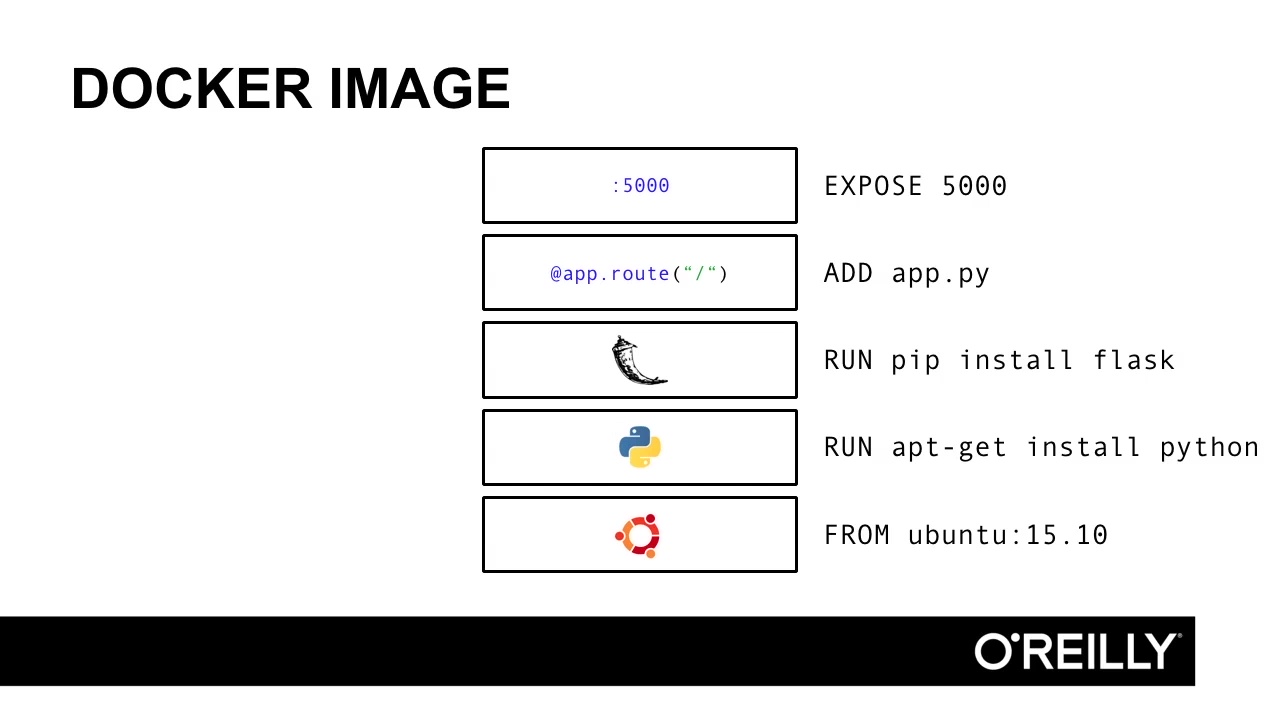 DOCKER IMAGE
:5000
EXPOSE 5000
@app.route(“/“)
ADD app.py
RUN pip install flask
RUN apt-get install python
FROM ubuntu:15.10
O'REILLY®